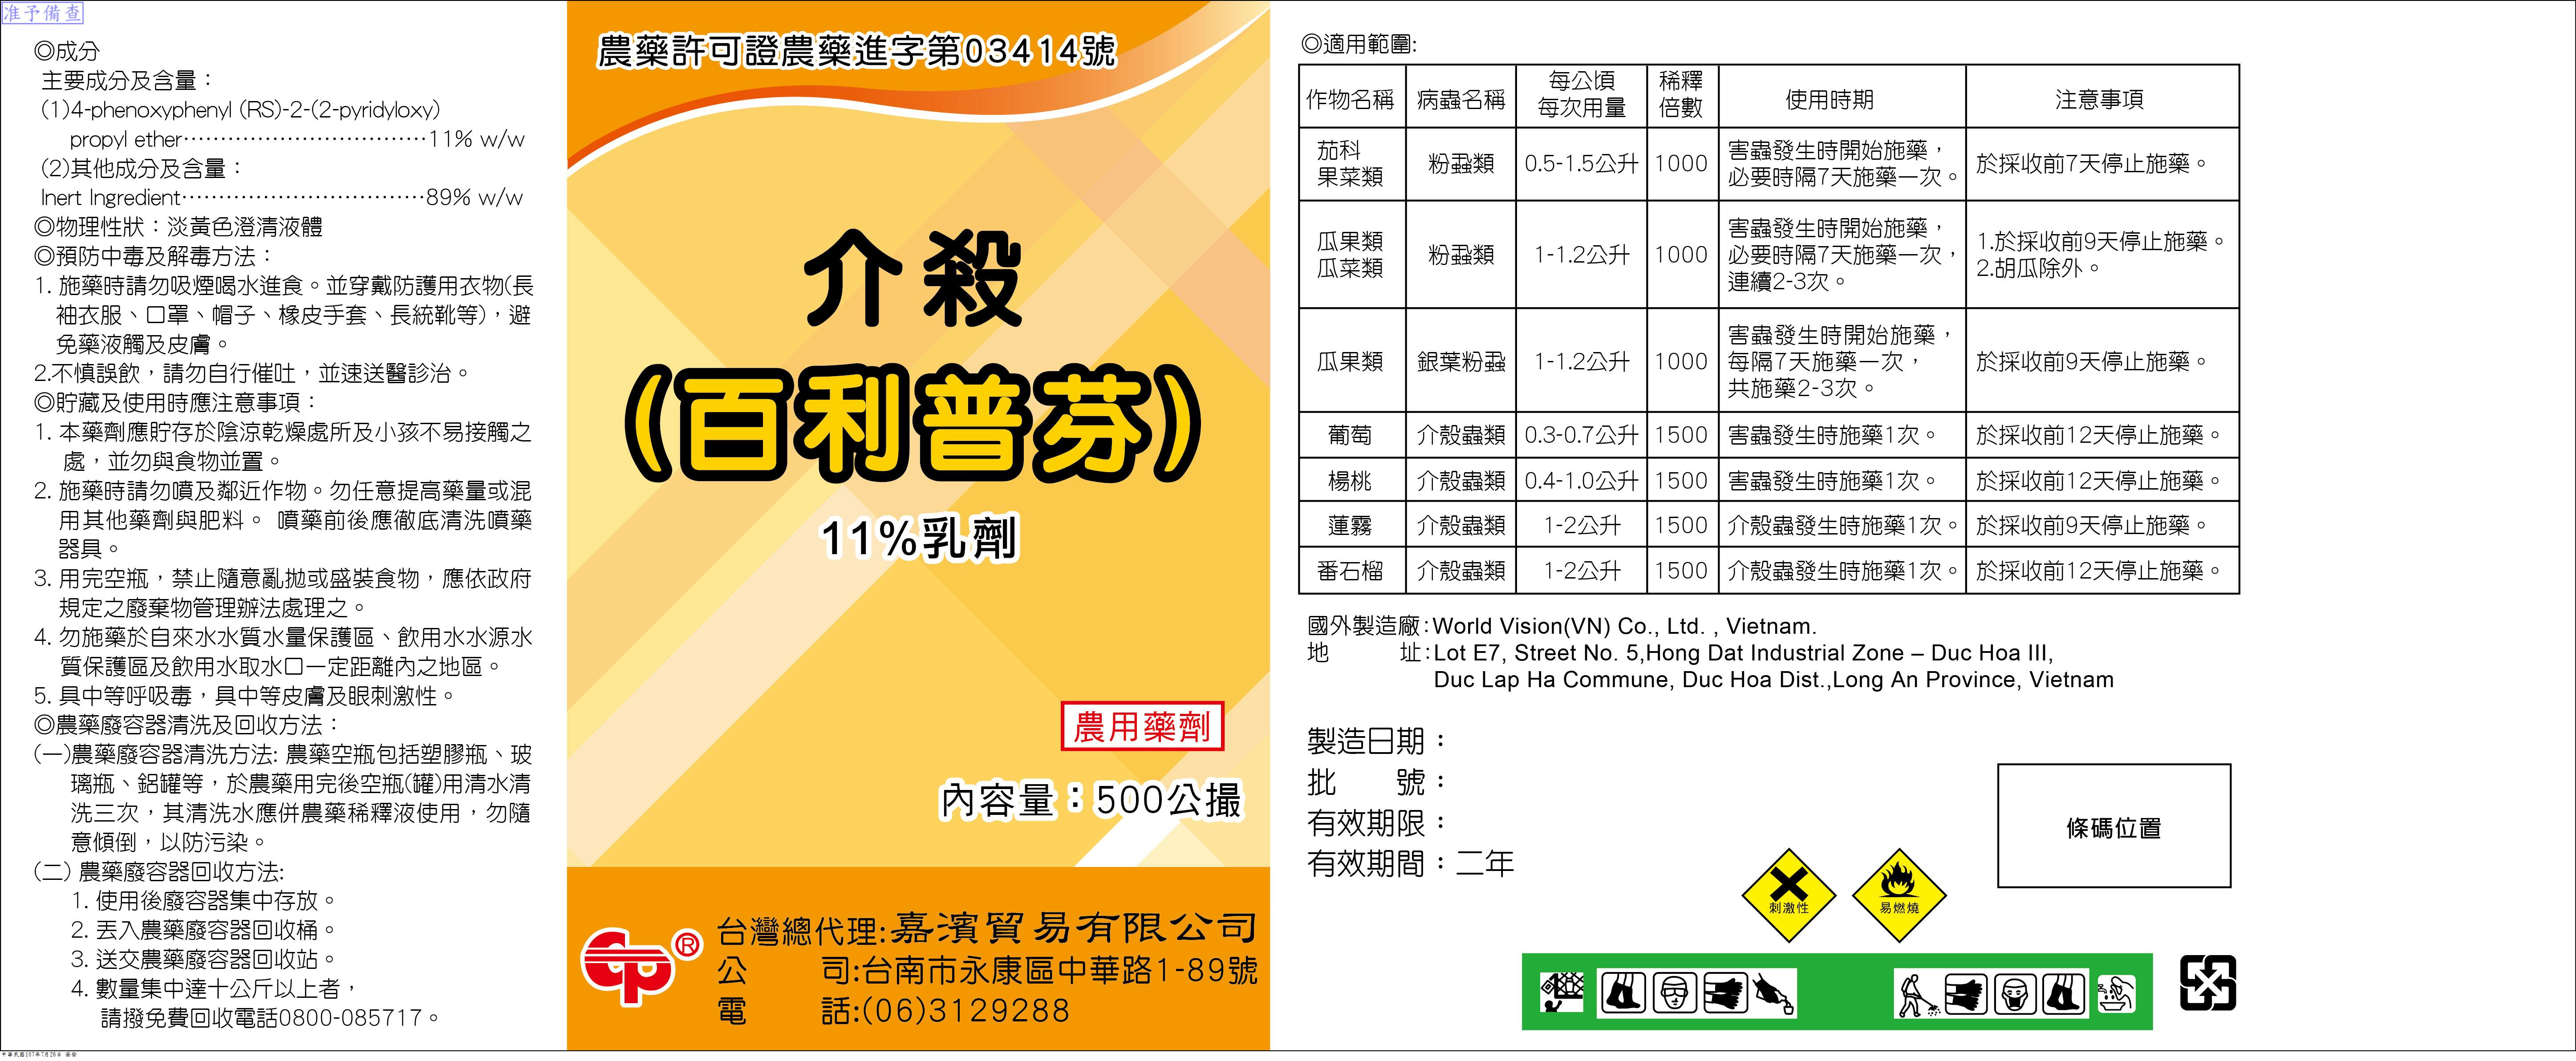 准予備查
◎成分
主要成分及含量：
(1)4-phenoxyphenyl (RS)-2-(2-pyridyloxy)
propyl ether……………………………11% w/w
(2)其他成分及含量：
Inert Ingredient……………………………89% w/w
◎物理性狀：淡黃色澄清液體
◎預防中毒及解毒方法：
1. 施藥時請勿吸煙喝水進食。並穿戴防護用衣物(長
袖衣服、口罩、帽子、橡皮手套、長統靴等)，避
免藥液觸及皮膚。
2.不慎誤飲，請勿自行催吐，並速送醫診治。
◎貯藏及使用時應注意事項：
1. 本藥劑應貯存於陰涼乾燥處所及小孩不易接觸之
處，並勿與食物並置。
2. 施藥時請勿噴及鄰近作物。勿任意提高藥量或混
用其他藥劑與肥料。 噴藥前後應徹底清洗噴藥
器具。
3. 用完空瓶，禁止隨意亂拋或盛裝食物，應依政府
規定之廢棄物管理辦法處理之。
4. 勿施藥於自來水水質水量保護區、飲用水水源水
質保護區及飲用水取水口一定距離內之地區。
5. 具中等呼吸毒，具中等皮膚及眼刺激性。
◎農藥廢容器清洗及回收方法：
(一)農藥廢容器清洗方法: 農藥空瓶包括塑膠瓶、玻
璃瓶、鋁罐等，於農藥用完後空瓶(罐)用清水清
洗三次，其清洗水應併農藥稀釋液使用，勿隨
意傾倒，以防污染。
(二) 農藥廢容器回收方法:
1. 使用後廢容器集中存放。
2. 丟入農藥廢容器回收桶。
3. 送交農藥廢容器回收站。
4. 數量集中達十公斤以上者，
請撥免費回收電話0800-085717。
中華民國107年7月26日 簽發
農藥許可證農藥進字第03414號
介殺
(百利普芬)
11%乳劑
農用藥劑
內容量：500公撮
CP®
台灣總代理:嘉濱貿易有限公司
公 司:台南市永康區中華路1-89號
電 話:(06)3129288
◎適用範圍:
作物名稱 病蟲名稱 每公頃每次用量 稀釋倍數 使用時期 注意事項
茄科果菜類 粉蝨類 0.5-1.5公升 1000 害蟲發生時開始施藥，必要時隔7天施藥一次。 於採收前7天停止施藥。
瓜果類瓜菜類 粉蝨類 1-1.2公升 1000 害蟲發生時開始施藥，必要時隔7天施藥一次，連續2-3次。 1.於採收前9天停止施藥。2.胡瓜除外。
瓜果類 銀葉粉蝨 1-1.2公升 1000 害蟲發生時開始施藥，每隔7天施藥一次，共施藥2-3次。 於採收前9天停止施藥。
葡萄 介殼蟲類 0.3-0.7公升 1500 害蟲發生時施藥1次。 於採收前12天停止施藥。
楊桃 介殼蟲類 0.4-1.0公升 1500 害蟲發生時施藥1次。 於採收前12天停止施藥。
蓮霧 介殼蟲類 1-2公升 1500 介殼蟲發生時施藥1次。 於採收前9天停止施藥。
番石榴 介殼蟲類 1-2公升 1500 介殼蟲發生時施藥1次。 於採收前12天停止施藥。
國外製造廠:World Vision(VN) Co., Ltd. , Vietnam.
地 址:Lot E7, Street No. 5,Hong Dat Industrial Zone – Duc Hoa III,
Duc Lap Ha Commune, Duc Hoa Dist.,Long An Province, Vietnam
製造日期：
批 號：
有效期限：
有效期間：二年
條碼位置
刺激性
易燃燒